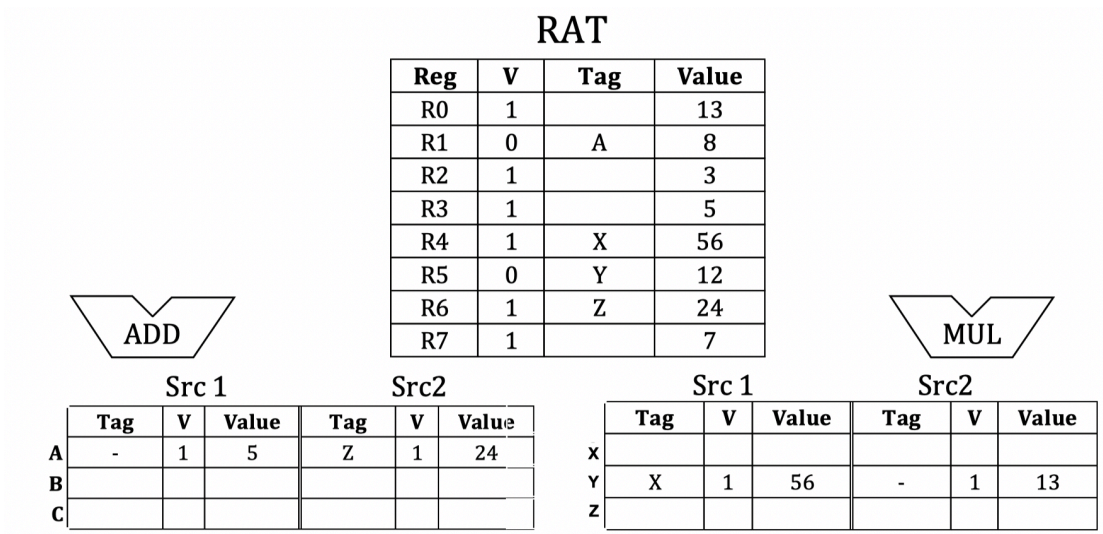 RAT
Reg V Tag Value
R0 1 13
R1 0 A 8
R2 1 3
R3 1 5
R4 1 X 56
R5 0 Y 12
R6 1 Z 24
R7 1 7
ADD
MUL
Src 1 Src2
Tag V Value Tag V Value
A - 1 5 Z 1 24
B
C
Src 1 Src2
Tag V Value Tag V Value
X
Y X 1 56 - 1 13
Z